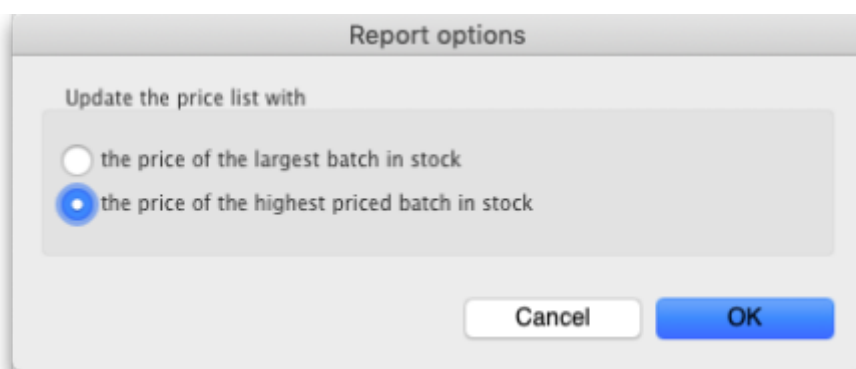 Report options
Update the price list with
the price of the largest batch in stock
the price of the highest priced batch in stock
Cancel
OK